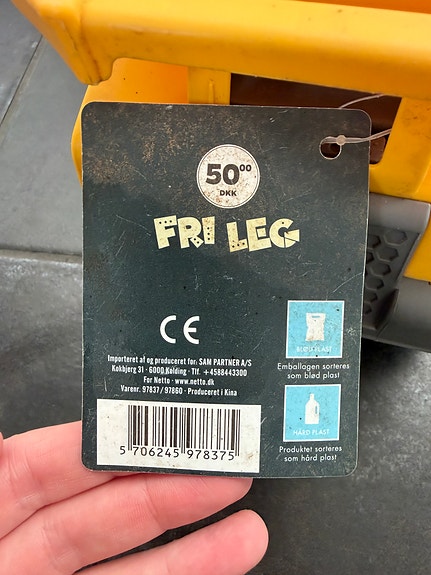 50⁰⁰
DKK
FRI LEG
CE
Importeret af og produceret for: SAM PARTNER A/S
Kokbjerg 31 · 6000 Kolding · Tlf. +4588443300
For Netto · www.netto.dk
Varenr. 97837/97860 · Produceret i Kina
5 706245 978375
BLØD PLAST
Emballagen sorteres
som blød plast
HÅRD PLAST
Produktet sorteres
som hård plast